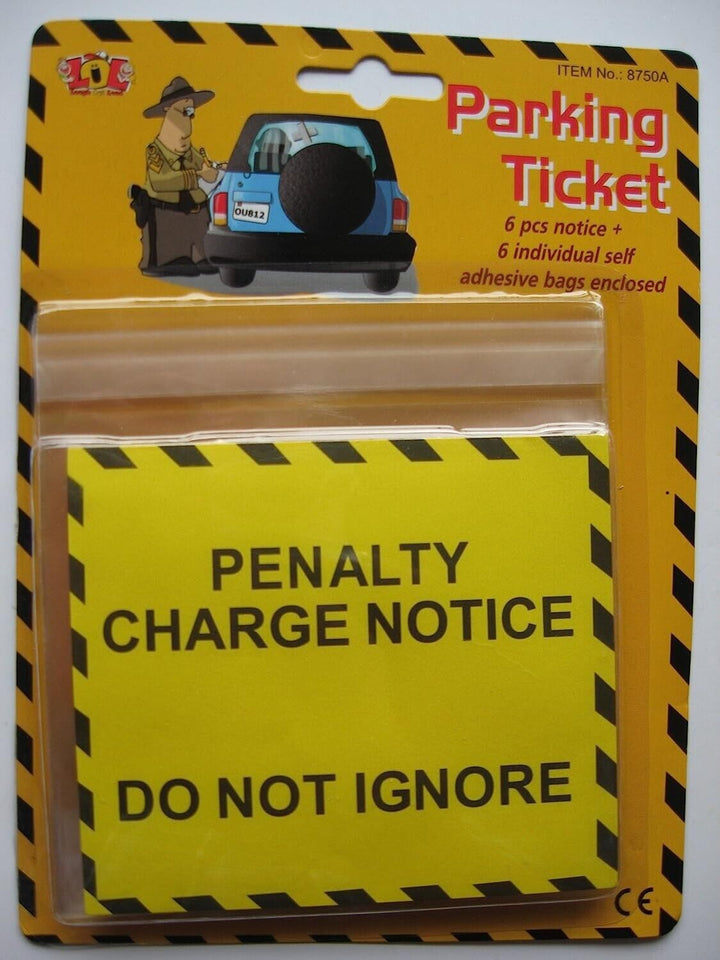 LOL
ITEM No.: 8750A
Parking
Ticket
6 pcs notice +
6 individual self
adhesive bags enclosed
OU812
PENALTY
CHARGE NOTICE
DO NOT IGNORE
CE